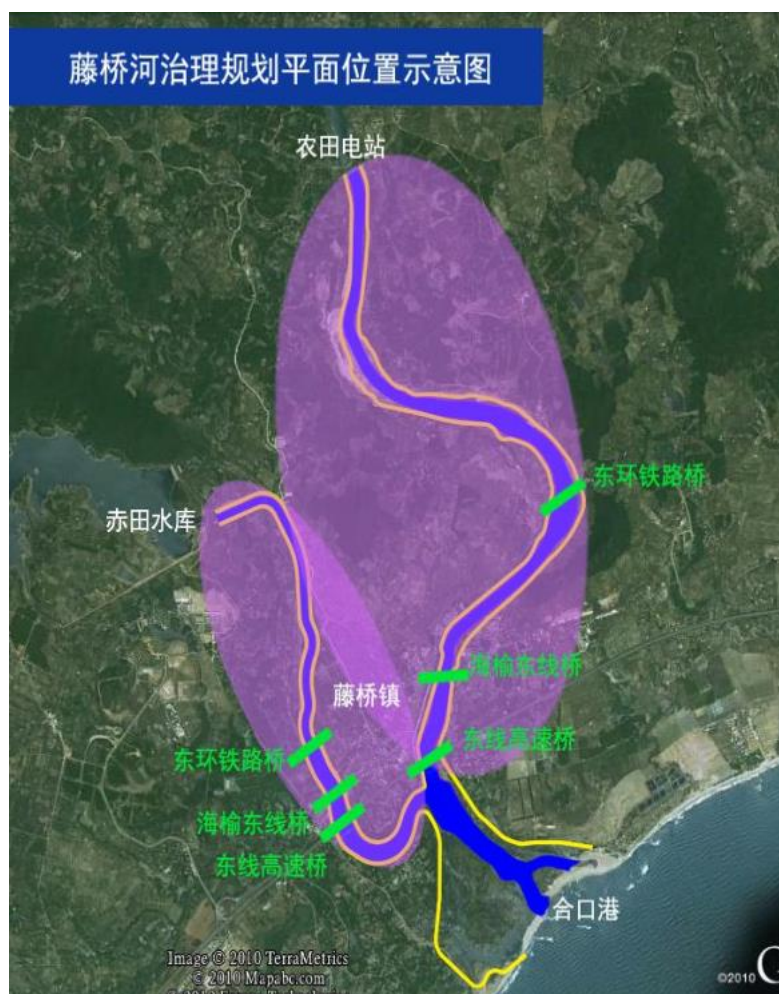 藤桥河治理规划平面位置示意图
农田电站
东环铁路桥
赤田水库
海榆东线桥
藤桥镇
东线高速桥
东环铁路桥
海榆东线桥
东线高速桥
合口港
Image © 2010 TerraMetrics
© 2010 Mapabc.com
©2010